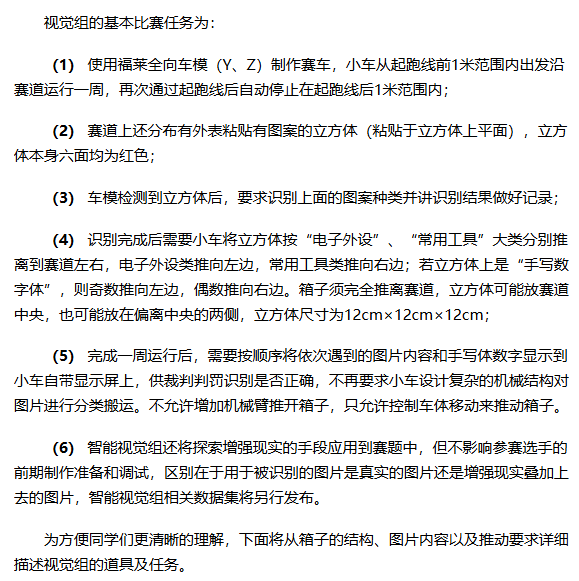 视觉组的基本比赛任务为：
（1） 使用福莱全向车模（Y、Z）制作赛车，小车从起跑线前1米范围内出发沿
赛道运行一周，再次通过起跑线后自动停止在起跑线后1米范围内；
（2） 赛道上还分布有外表粘贴有图案的立方体（粘贴于立方体上平面），立方
体本身六面均为红色；
（3） 车模检测到立方体后，要求识别上面的图案种类并讲识别结果做好记录；
（4） 识别完成后需要小车将立方体按“电子外设”、“常用工具”大类分别推
离到赛道左右，电子外设类推向左边，常用工具类推向右边；若立方体上是“手写数
字体”，则奇数推向左边，偶数推向右边。箱子须完全推离赛道，立方体可能放赛道
中央，也可能放在偏离中央的两侧，立方体尺寸为12cm×12cm×12cm；
（5） 完成一周运行后，需要按顺序将依次遇到的图片内容和手写体数字显示到
小车自带显示屏上，供裁判判罚识别是否正确，不再要求小车设计复杂的机械结构对
图片进行分类搬运。不允许增加机械臂推开箱子，只允许控制车体移动来推动箱子。
（6） 智能视觉组还将探索增强现实的手段应用到赛题中，但不影响参赛选手的
前期制作准备和调试，区别在于用于被识别的图片是真实的图片还是增强现实叠加上
去的图片，智能视觉组相关数据集将另行发布。
为方便同学们更清晰的理解，下面将从箱子的结构、图片内容以及推动要求详细
描述视觉组的道具及任务。